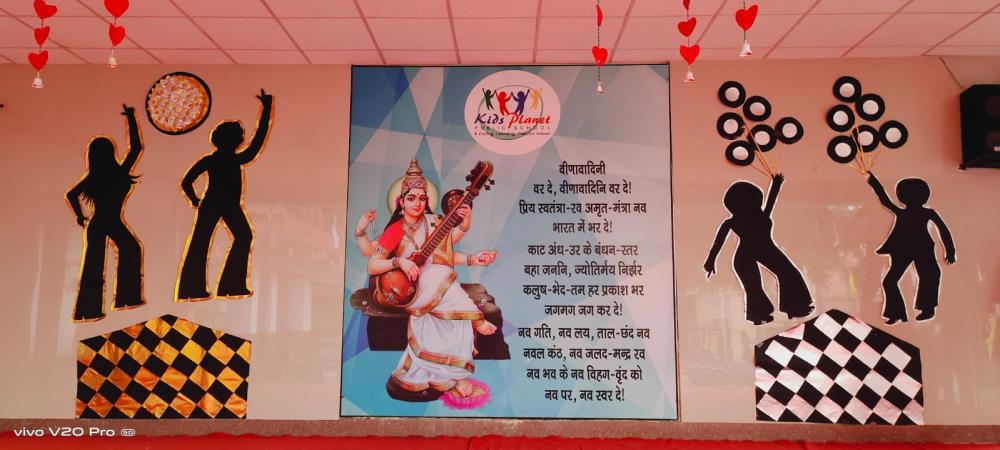 Kids Planet
PUBLIC SCHOOL
वीणावादिनी
वर दे, वीणावादिनि वर दे!
प्रिय स्वतंत्रा-रव अमृत-मंत्रा नव
भारत में भर दे!
काट अंध-उर के बंधन-स्तर
बहा जननि, ज्योतिर्मय निर्झर
कलुष-भेद-तम हर प्रकाश भर
जगमग जग कर दे!
नव गति, नव लय, ताल-छंद नव
नवल कंठ, नव जलद-मन्द्र रव
नव भव के नव विहग-वृंद को
नव पर, नव स्वर दे!
vivo V20 Pro 5G